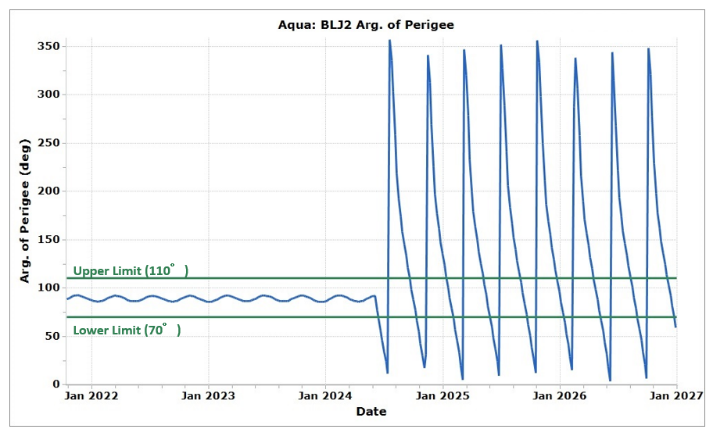 Aqua: BLJ2 Arg. of Perigee
Arg. of Perigee (deg)
350
300
250
200
150
100
50
0
Upper Limit (110° )
Lower Limit (70° )
Jan 2022
Jan 2023
Jan 2024
Jan 2025
Jan 2026
Jan 2027
Date